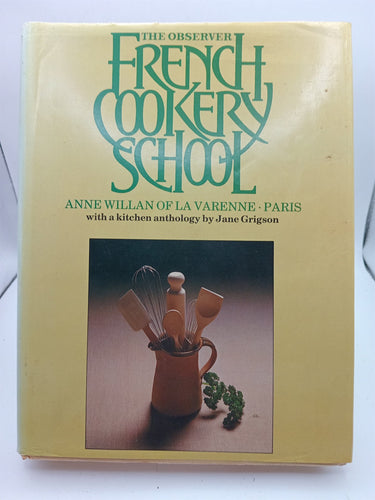 THE OBSERVER
FRENCH
COOKERY
SCHOOL
ANNE WILLAN OF LA VARENNE · PARIS
with a kitchen anthology by Jane Grigson